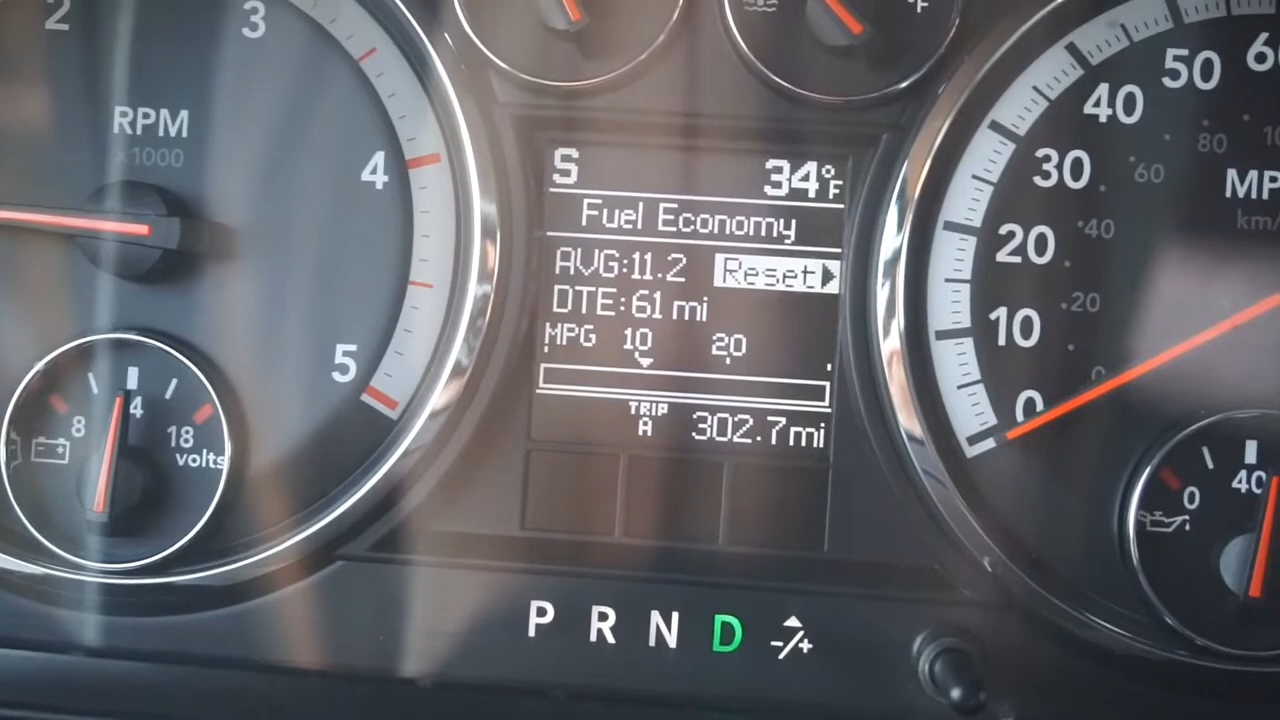 2 3
RPM
x1000
4
5
8 14 18
volts
°F
S 34°F
Fuel Economy
AVG:11.2 Reset
DTE:61 mi
MPG 10 20
TRIP
A 302.7mi
P R N D -/+
50
40
30
20
10
0
80
60
40
20
0
km/
0 40